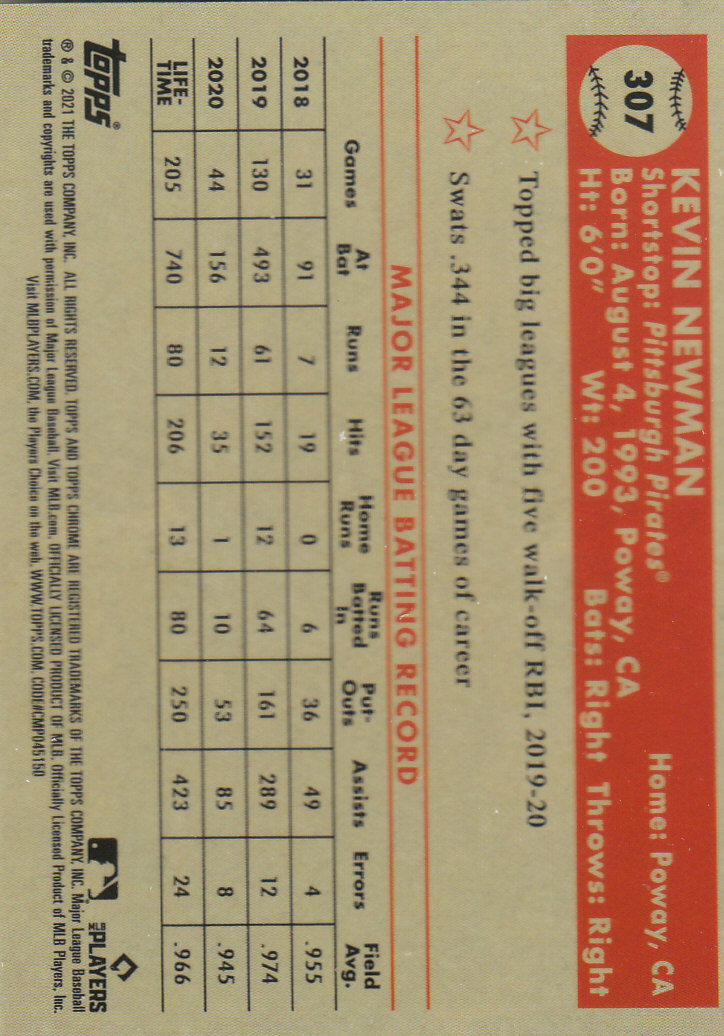 307
KEVIN NEWMAN
Shortstop: Pittsburgh Pirates® Home: Poway, CA
Born: August 4, 1993, Poway, CA
Ht: 6'0" Wt: 200 Bats: Right Throws: Right
Topped big leagues with five walk-off RBI, 2019-20
Swats .344 in the 63 day games of career
MAJOR LEAGUE BATTING RECORD
Games At Bat Runs Hits Home Runs Runs Batted In Put-Outs Assists Errors Field Avg.
2018 31 91 7 19 0 6 36 49 4 .955
2019 130 493 61 152 12 64 161 289 12 .974
2020 44 156 12 35 1 10 53 85 8 .945
LIFE-TIME 205 740 80 206 13 80 250 423 24 .966
topps®
MLB PLAYERS
® & © 2021 THE TOPPS COMPANY, INC. ALL RIGHTS RESERVED. TOPPS AND TOPPS CHROME ARE REGISTERED TRADEMARKS OF THE TOPPS COMPANY, INC. Major League Baseball
trademarks and copyrights are used with permission of Major League Baseball. Visit MLB.com. OFFICIALLY LICENSED PRODUCT OF MLB. Officially Licensed Product of MLB Players, Inc.
Visit MLBPLAYERS.COM, the Players Choice on the web. WWW.TOPPS.COM. CODE#CMP045150